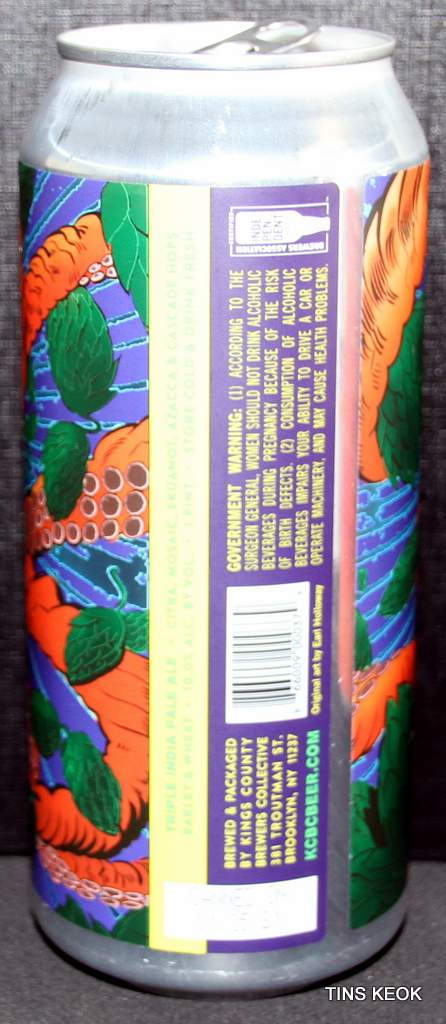 TRIPLE INDIA PALE ALE • CITRA, MOSAIC, EKUANOT, AZACCA & CASCADE HOPS
BARLEY & WHEAT • 10.0% ALC. BY VOL. • 1 PINT • STORE COLD & DRINK
INDE
PEN
DENT
BREWERS ASSOCIATION
GOVERNMENT WARNING: (1) ACCORDING TO THE
SURGEON GENERAL, WOMEN SHOULD NOT DRINK ALCOHOLIC
BEVERAGES DURING PREGNANCY BECAUSE OF THE RISK
OF BIRTH DEFECTS. (2) CONSUMPTION OF ALCOHOLIC
BEVERAGES IMPAIRS YOUR ABILITY TO DRIVE A CAR OR
OPERATE MACHINERY, AND MAY CAUSE HEALTH PROBLEMS.
Original art by Earl Holloway
BREWED & PACKAGED
BY KINGS COUNTY
BREWERS COLLECTIVE
381 TROUTMAN ST.
BROOKLYN, NY 11237
KCBCBEER.COM
TINS KEOK